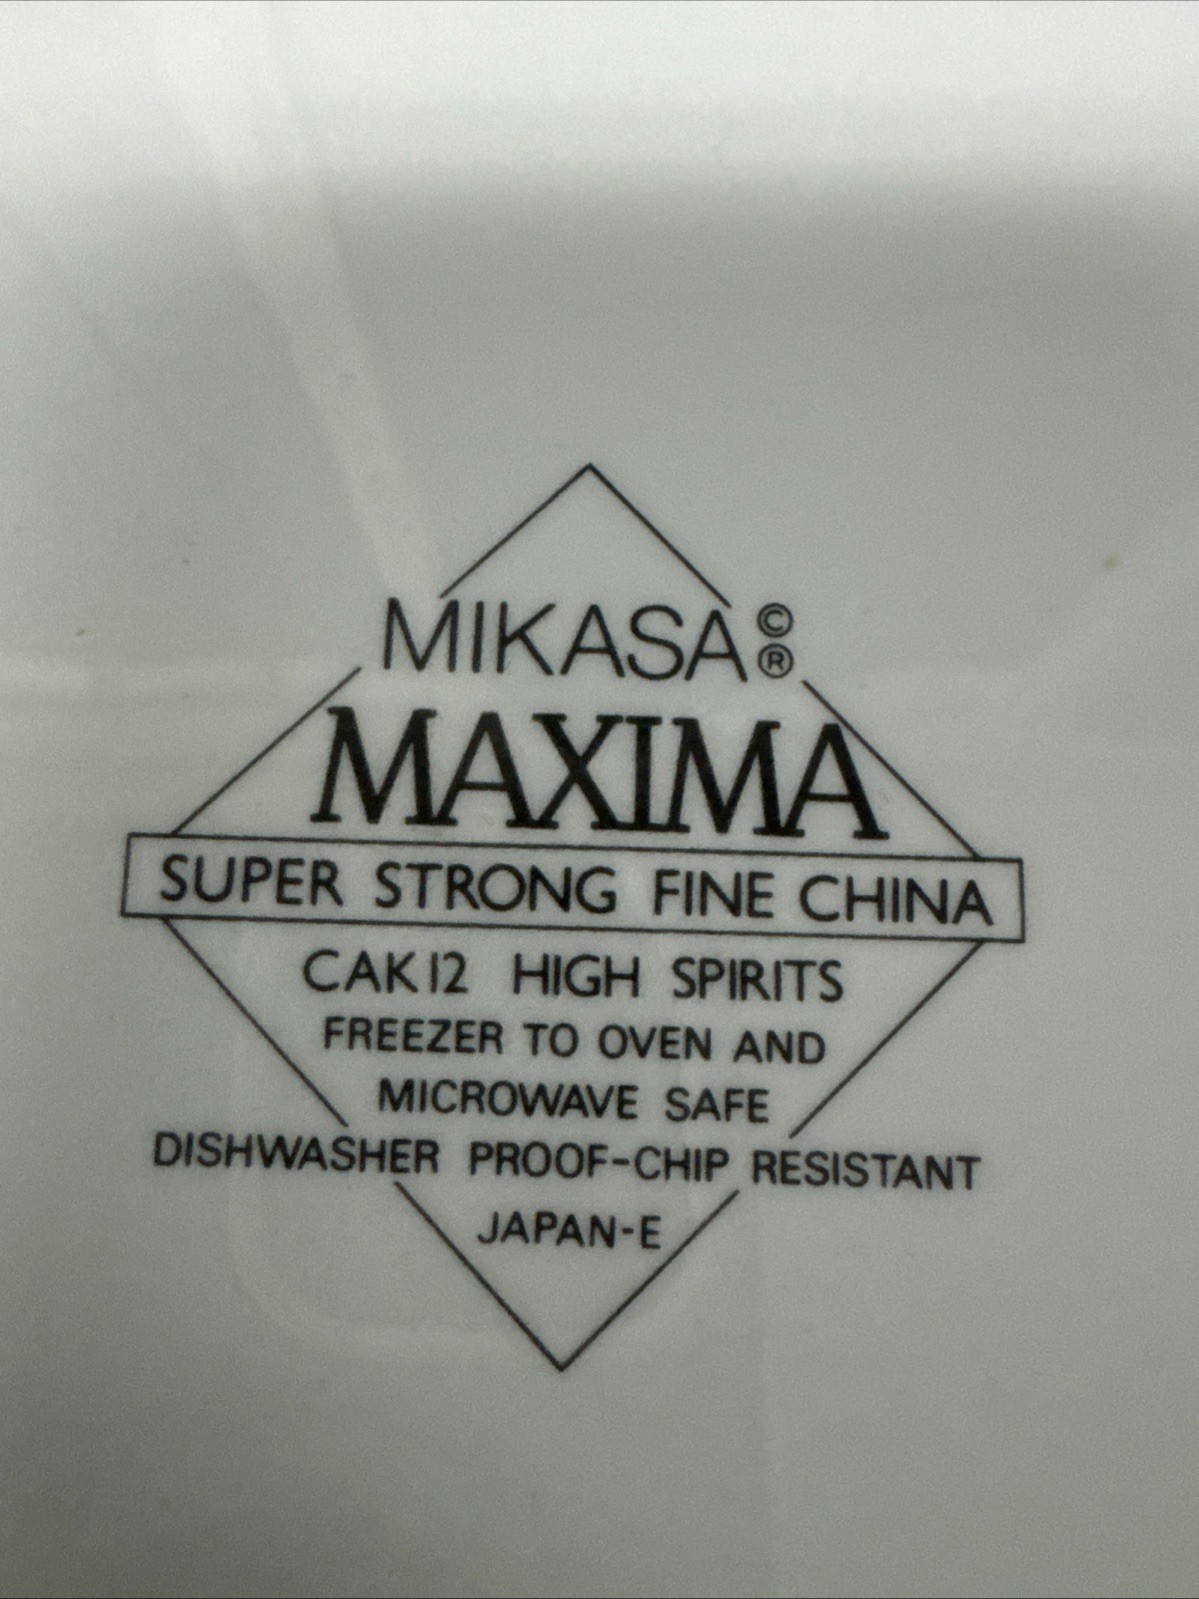 MIKASA©®
MAXIMA
SUPER STRONG FINE CHINA
CAK12 HIGH SPIRITS
FREEZER TO OVEN AND
MICROWAVE SAFE
DISHWASHER PROOF-CHIP RESISTANT
JAPAN-E